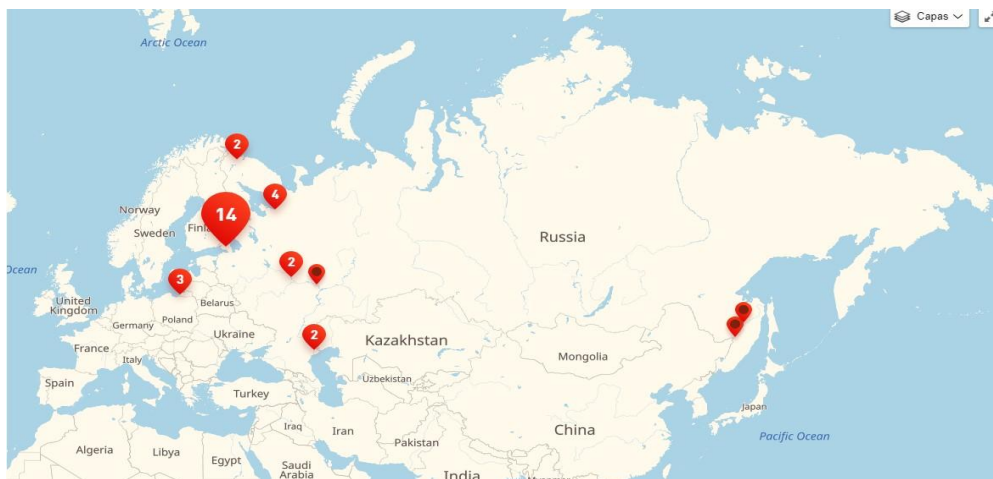 Capas
Arctic Ocean
2
4
Norway
14
Sweden
Russia
2
Ocean
3
United
Kingdom
Belarus
Germany
Poland
2
Ukraine
Kazakhstan
France
Italy
Mongolia
Uzbekistan
Spain
Turkey
Japan
Iraq
Iran
China
Pacific Ocean
Algeria
Libya
Pakistan
Egypt
Saudi
Arabia
India